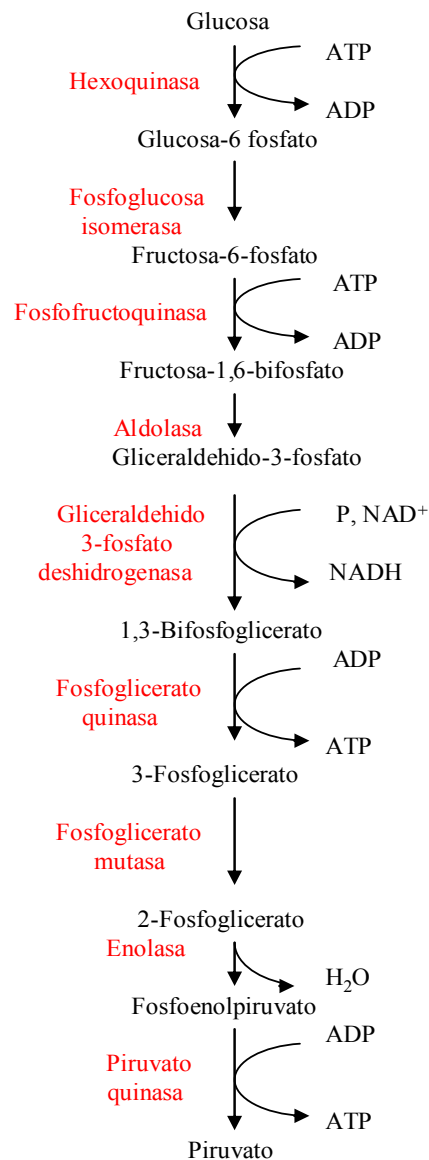 Glucosa
ATP
Hexoquinasa
ADP
Glucosa-6 fosfato
Fosfoglucosa
isomerasa
Fructosa-6-fosfato
ATP
Fosfofructoquinasa
ADP
Fructosa-1,6-bifosfato
Aldolasa
Gliceraldehido-3-fosfato
Gliceraldehido
3-fosfato
deshidrogenasa
P, NAD⁺
NADH
1,3-Bifosfoglicerato
ADP
Fosfoglicerato
quinasa
ATP
3-Fosfoglicerato
Fosfoglicerato
mutasa
2-Fosfoglicerato
Enolasa
H₂O
Fosfoenolpiruvato
ADP
Piruvato
quinasa
ATP
Piruvato